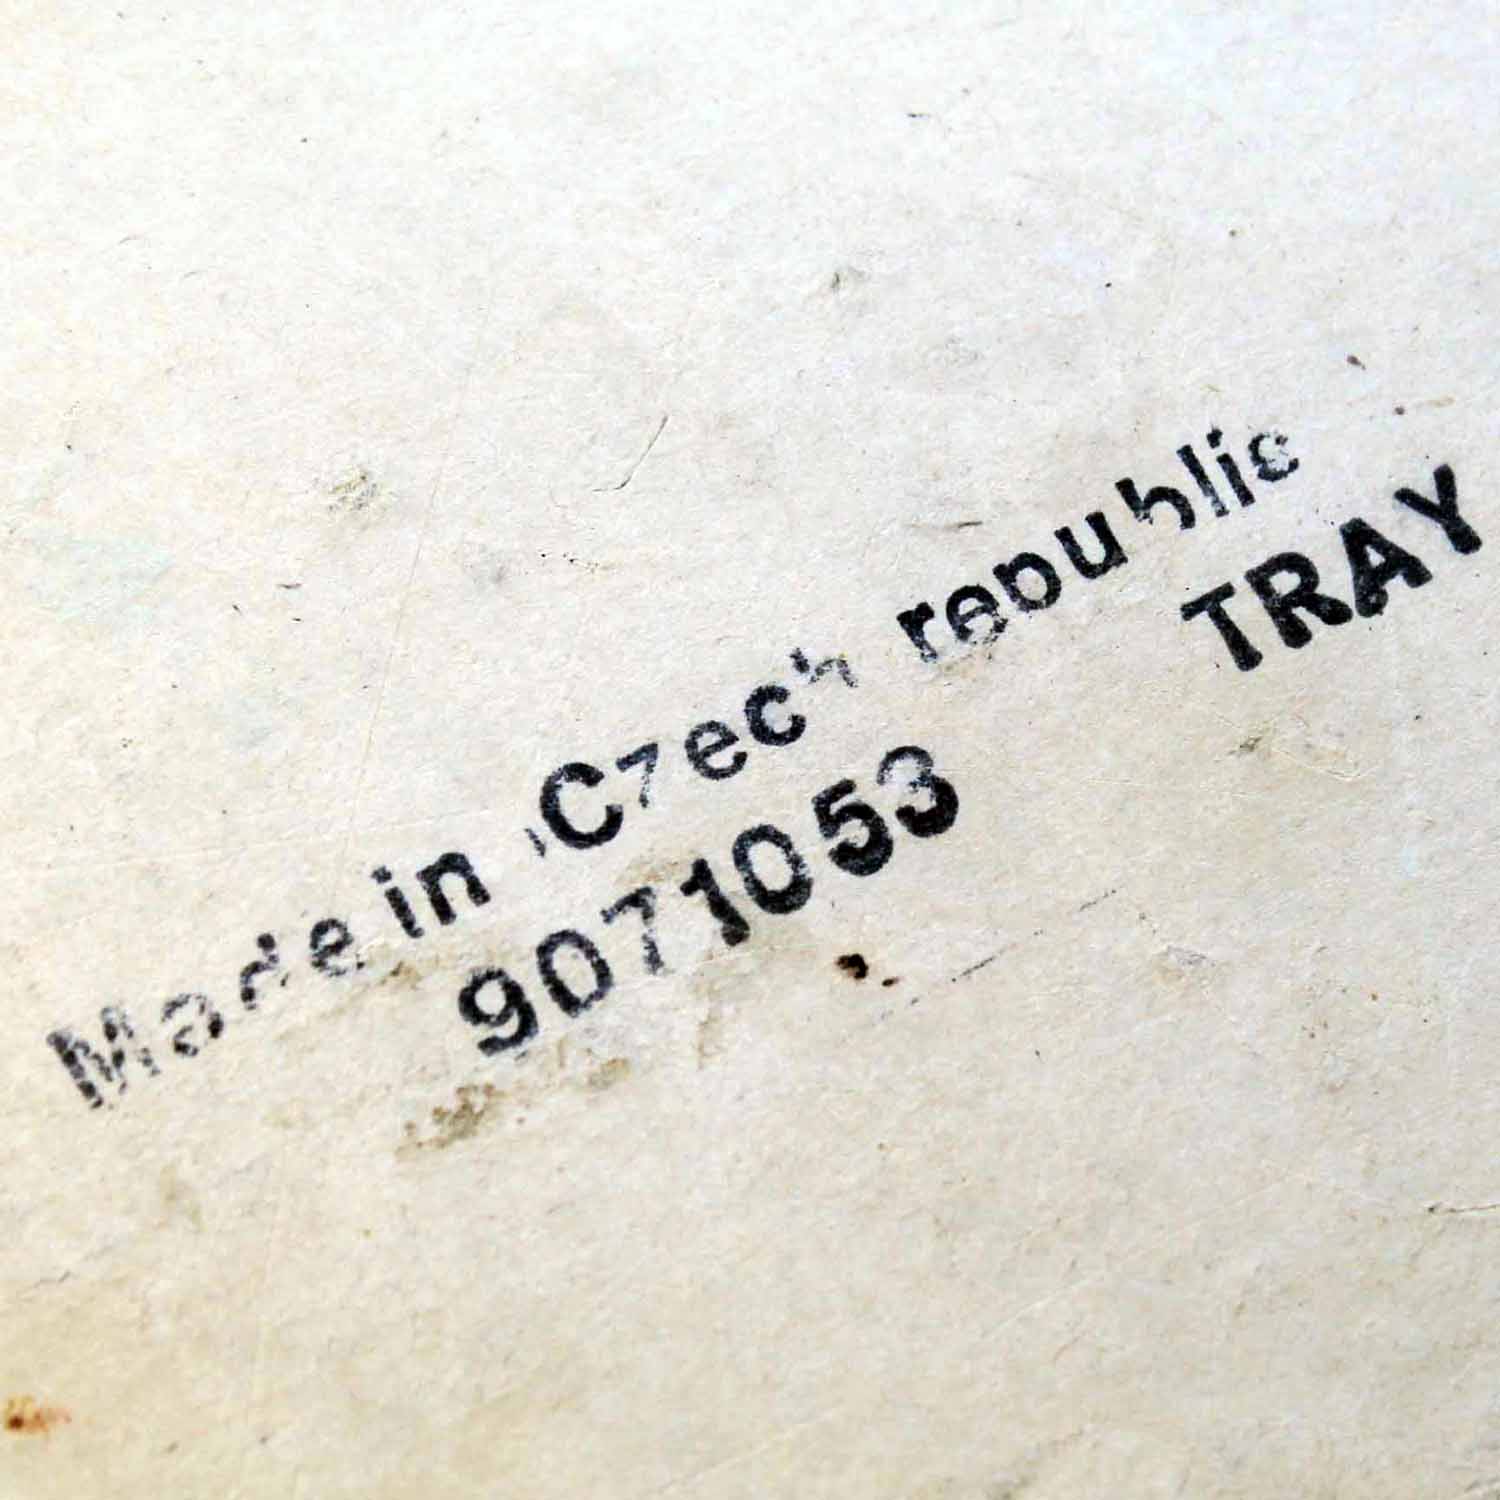 Made in Czech republic
9071053 TRAY